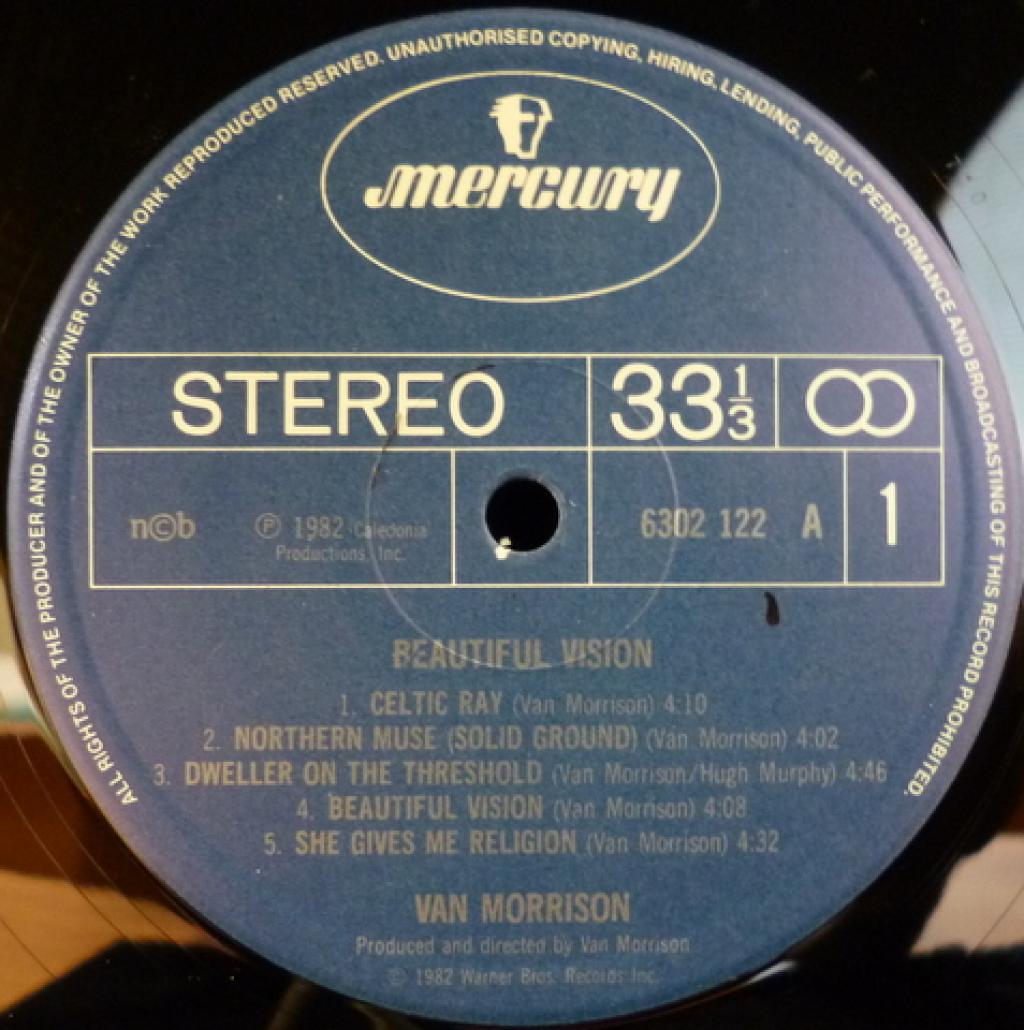 ALL RIGHTS OF THE PRODUCER AND OF THE OWNER OF THE WORK REPRODUCED RESERVED. UNAUTHORISED COPYING, HIRING, LENDING, PUBLIC PERFORMANCE AND BROADCASTING OF THIS RECORD PROHIBITED.
mercury
STEREO 33 1/3
n©b ℗ 1982 Caledonia
Productions, Inc.
6302 122 A 1
BEAUTIFUL VISION
1. CELTIC RAY (Van Morrison) 4:10
2. NORTHERN MUSE (SOLID GROUND) (Van Morrison) 4:02
3. DWELLER ON THE THRESHOLD (Van Morrison/Hugh Murphy) 4:46
4. BEAUTIFUL VISION (Van Morrison) 4:08
5. SHE GIVES ME RELIGION (Van Morrison) 4:32
VAN MORRISON
Produced and directed by Van Morrison
© 1982 Warner Bros. Records Inc.